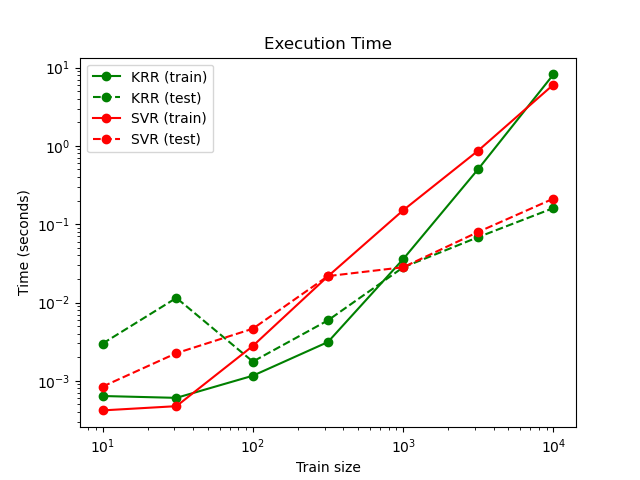 Execution Time
KRR (train)
KRR (test)
SVR (train)
SVR (test)
Time (seconds)
10¹
10⁰
10⁻¹
10⁻²
10⁻³
10¹
10²
10³
10⁴
Train size